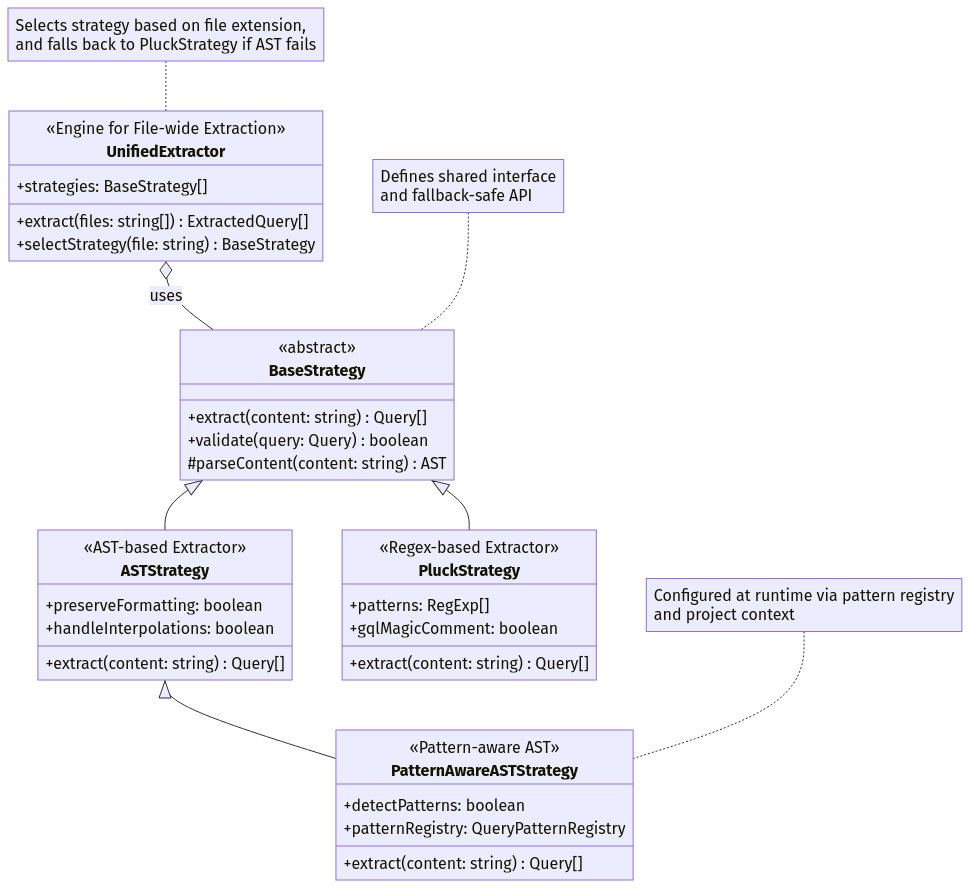 Selects strategy based on file extension,
and falls back to PluckStrategy if AST fails
«Engine for File-wide Extraction»
UnifiedExtractor
+strategies: BaseStrategy[]
+extract(files: string[]) : ExtractedQuery[]
+selectStrategy(file: string) : BaseStrategy
Defines shared interface
and fallback-safe API
uses
«abstract»
BaseStrategy
+extract(content: string) : Query[]
+validate(query: Query) : boolean
#parseContent(content: string) : AST
«AST-based Extractor»
ASTStrategy
+preserveFormatting: boolean
+handleInterpolations: boolean
+extract(content: string) : Query[]
«Regex-based Extractor»
PluckStrategy
+patterns: RegExp[]
+gqlMagicComment: boolean
+extract(content: string) : Query[]
Configured at runtime via pattern registry
and project context
«Pattern-aware AST»
PatternAwareASTStrategy
+detectPatterns: boolean
+patternRegistry: QueryPatternRegistry
+extract(content: string) : Query[]